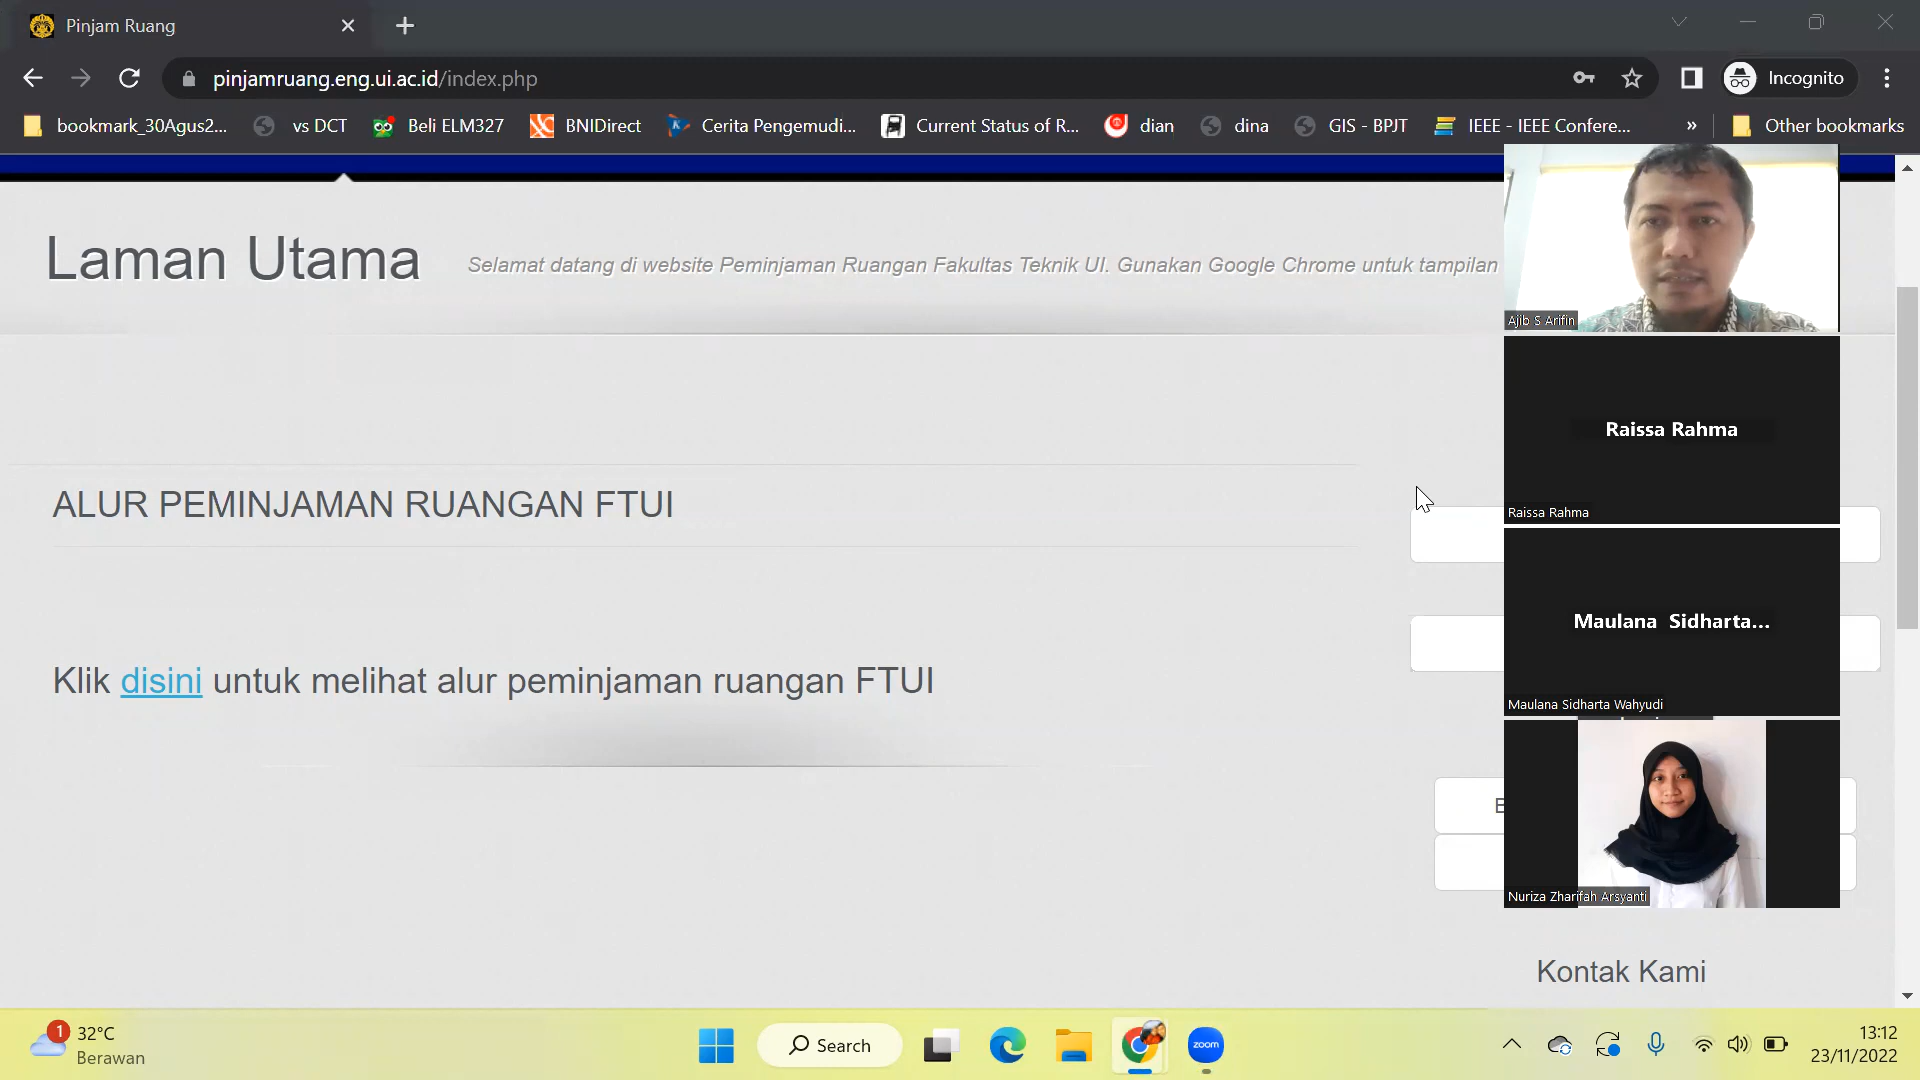 Pinjam Ruang
pinjamruang.eng.ui.ac.id/index.php
Incognito
bookmark_30Agus2...
vs DCT
Beli ELM327
BNIDirect
Cerita Pengemudi...
Current Status of R...
dian
dina
GIS - BPJT
IEEE - IEEE Confere...
»
Other bookmarks
Laman Utama
Selamat datang di website Peminjaman Ruangan Fakultas Teknik UI. Gunakan Google Chrome untuk tampilan
Ajib S Arifin
Raissa Rahma
Raissa Rahma
ALUR PEMINJAMAN RUANGAN FTUI
Maulana Sidharta...
Maulana Sidharta Wahyudi
Klik disini untuk melihat alur peminjaman ruangan FTUI
Nuriza Zharifah Arsyanti
Kontak Kami
1
32°C
Berawan
Search
zoom
13:12
23/11/2022